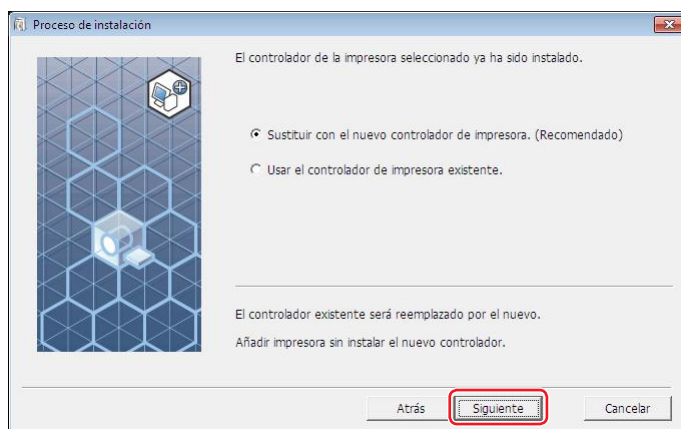 Proceso de instalación
El controlador de la impresora seleccionado ya ha sido instalado.
Sustituir con el nuevo controlador de impresora. (Recomendado)
Usar el controlador de impresora existente.
El controlador existente será reemplazado por el nuevo.
Añadir impresora sin instalar el nuevo controlador.
Atrás Siguiente Cancelar